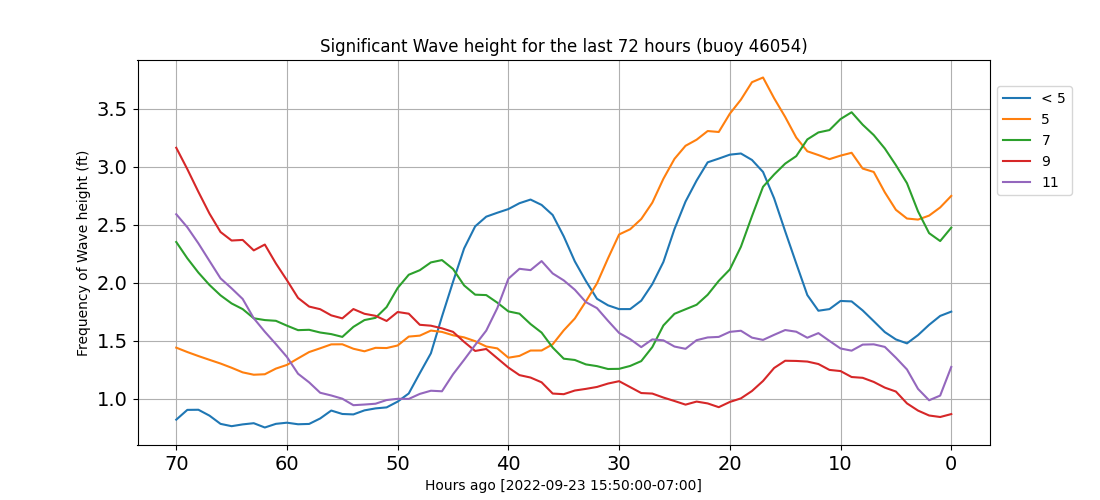 Significant Wave height for the last 72 hours (buoy 46054)
3.5
3.0
2.5
2.0
1.5
1.0
Frequency of Wave height (ft)
70 60 50 40 30 20 10 0
Hours ago [2022-09-23 15:50:00-07:00]
< 5
5
7
9
11